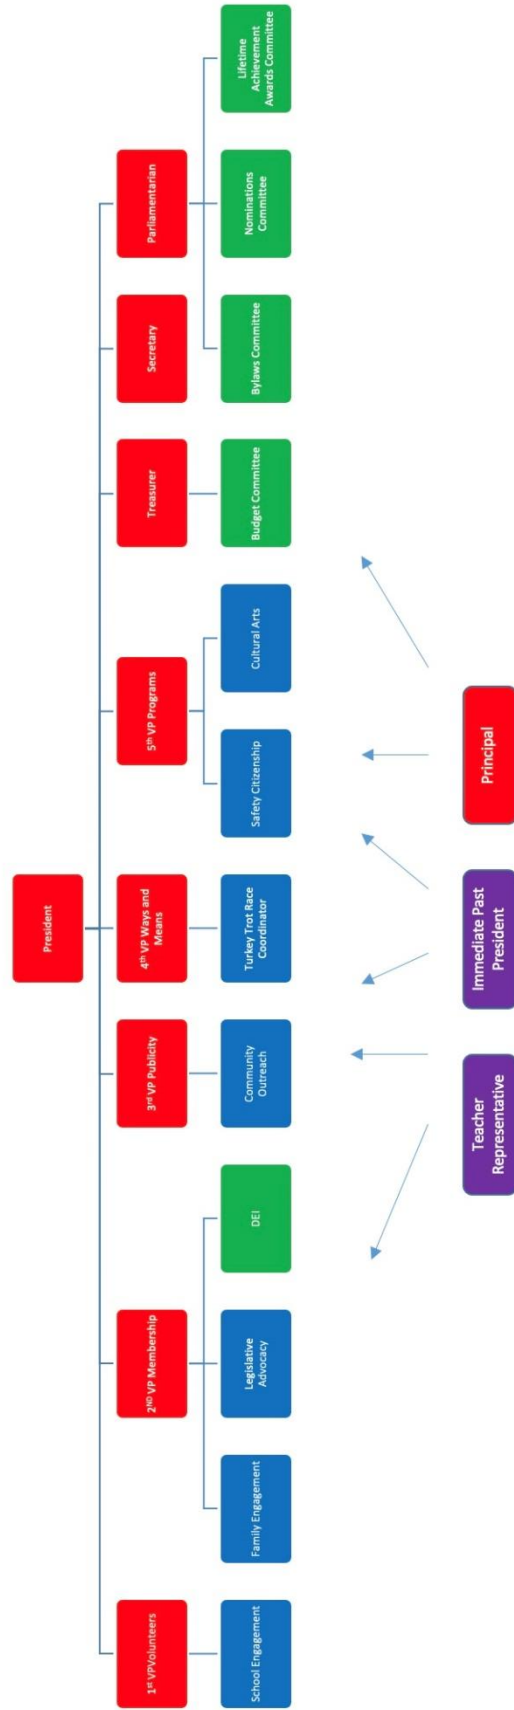 President
1st VPVolunteers
2ND VP Membership
3rd VP Publicity
4th VP Ways and
Means
5th VP Programs
Treasurer
Secretary
Parliamentarian
School Engagement
Family Engagement
Legislative
Advocacy
DEI
Community
Outreach
Turkey Trot Race
Coordinator
Safety Citizenship
Cultural Arts
Budget Committee
Bylaws Committee
Nominations
Committee
Lifetime
Achievement
Awards Committee
Teacher
Representative
Immediate Past
President
Principal